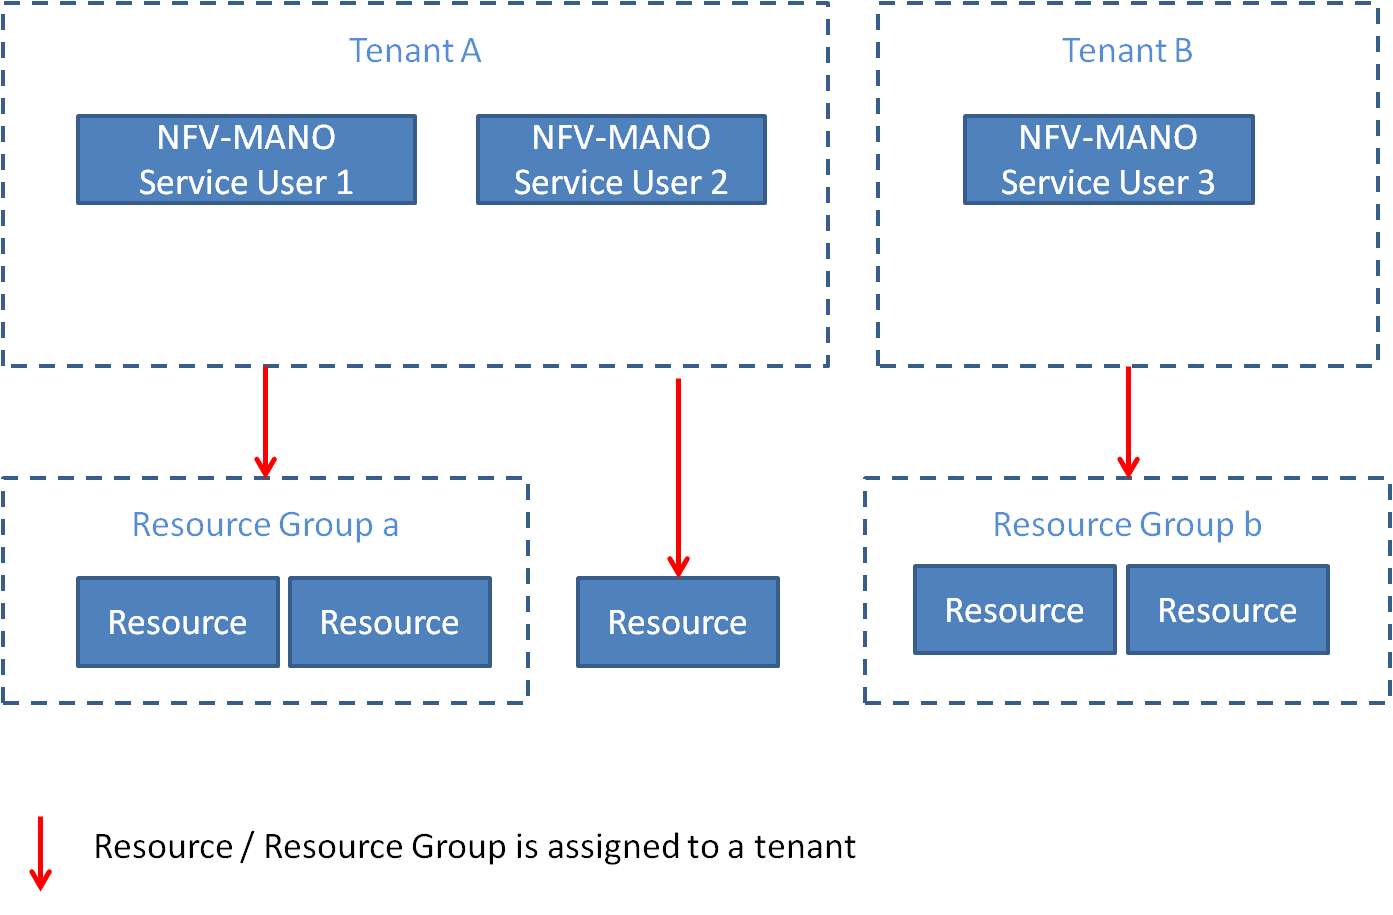 Tenant A
Tenant B
NFV-MANO
Service User 1
NFV-MANO
Service User 2
NFV-MANO
Service User 3
Resource Group a
Resource Group b
Resource
Resource
Resource
Resource
Resource
Resource / Resource Group is assigned to a tenant